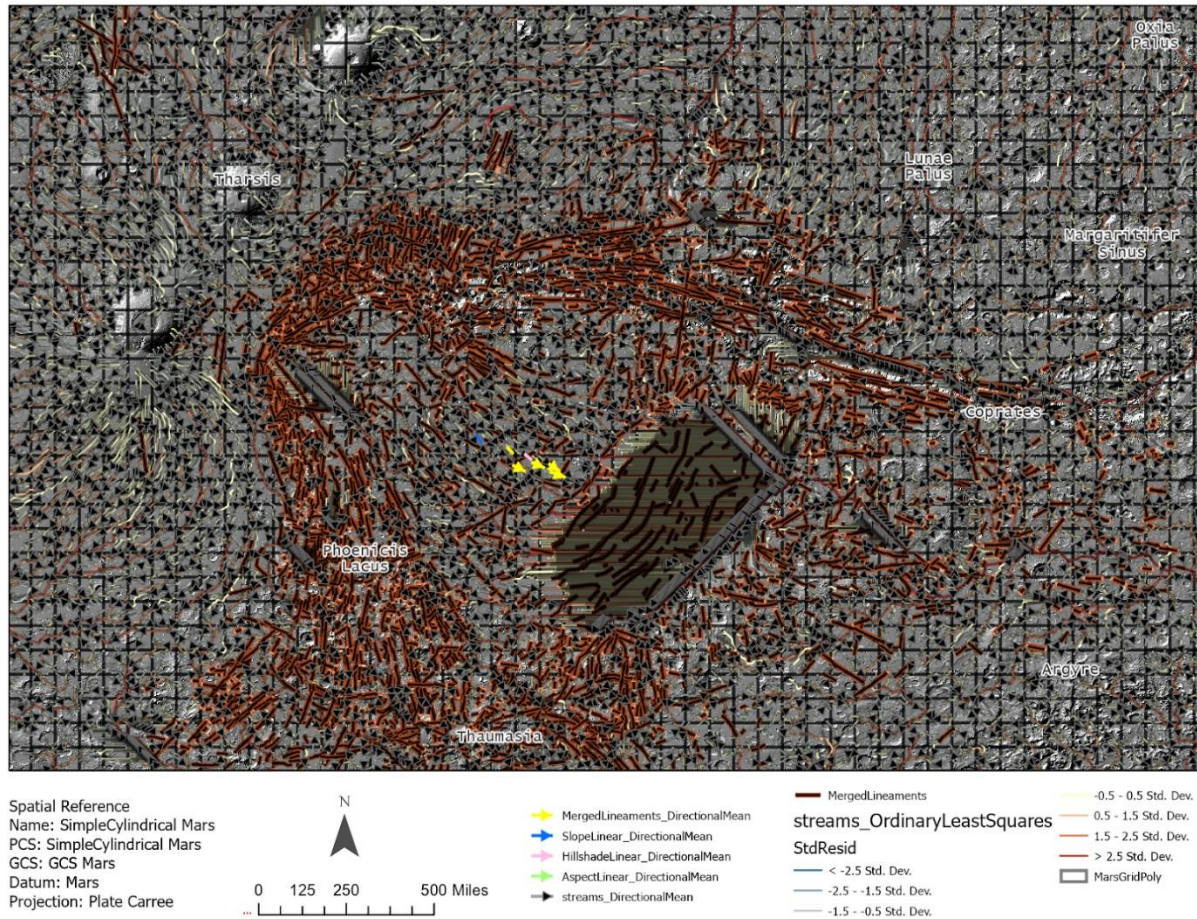 Oxia
Palus
Tharsis
Lunae
Palus
Margaritifer
Sinus
Coprates
Phoenicis
Lacus
Argyre
Thaumasia
Spatial Reference
Name: SimpleCylindrical Mars
PCS: SimpleCylindrical Mars
GCS: GCS Mars
Datum: Mars
Projection: Plate Carree
N
0 125 250 500 Miles
...
MergedLineaments_DirectionalMean
SlopeLinear_DirectionalMean
HillshadeLinear_DirectionalMean
AspectLinear_DirectionalMean
streams_DirectionalMean
MergedLineaments
streams_OrdinaryLeastSquares
StdResid
< -2.5 Std. Dev.
-2.5 - -1.5 Std. Dev.
-1.5 - -0.5 Std. Dev.
-0.5 - 0.5 Std. Dev.
0.5 - 1.5 Std. Dev.
1.5 - 2.5 Std. Dev.
> 2.5 Std. Dev.
MarsGridPoly